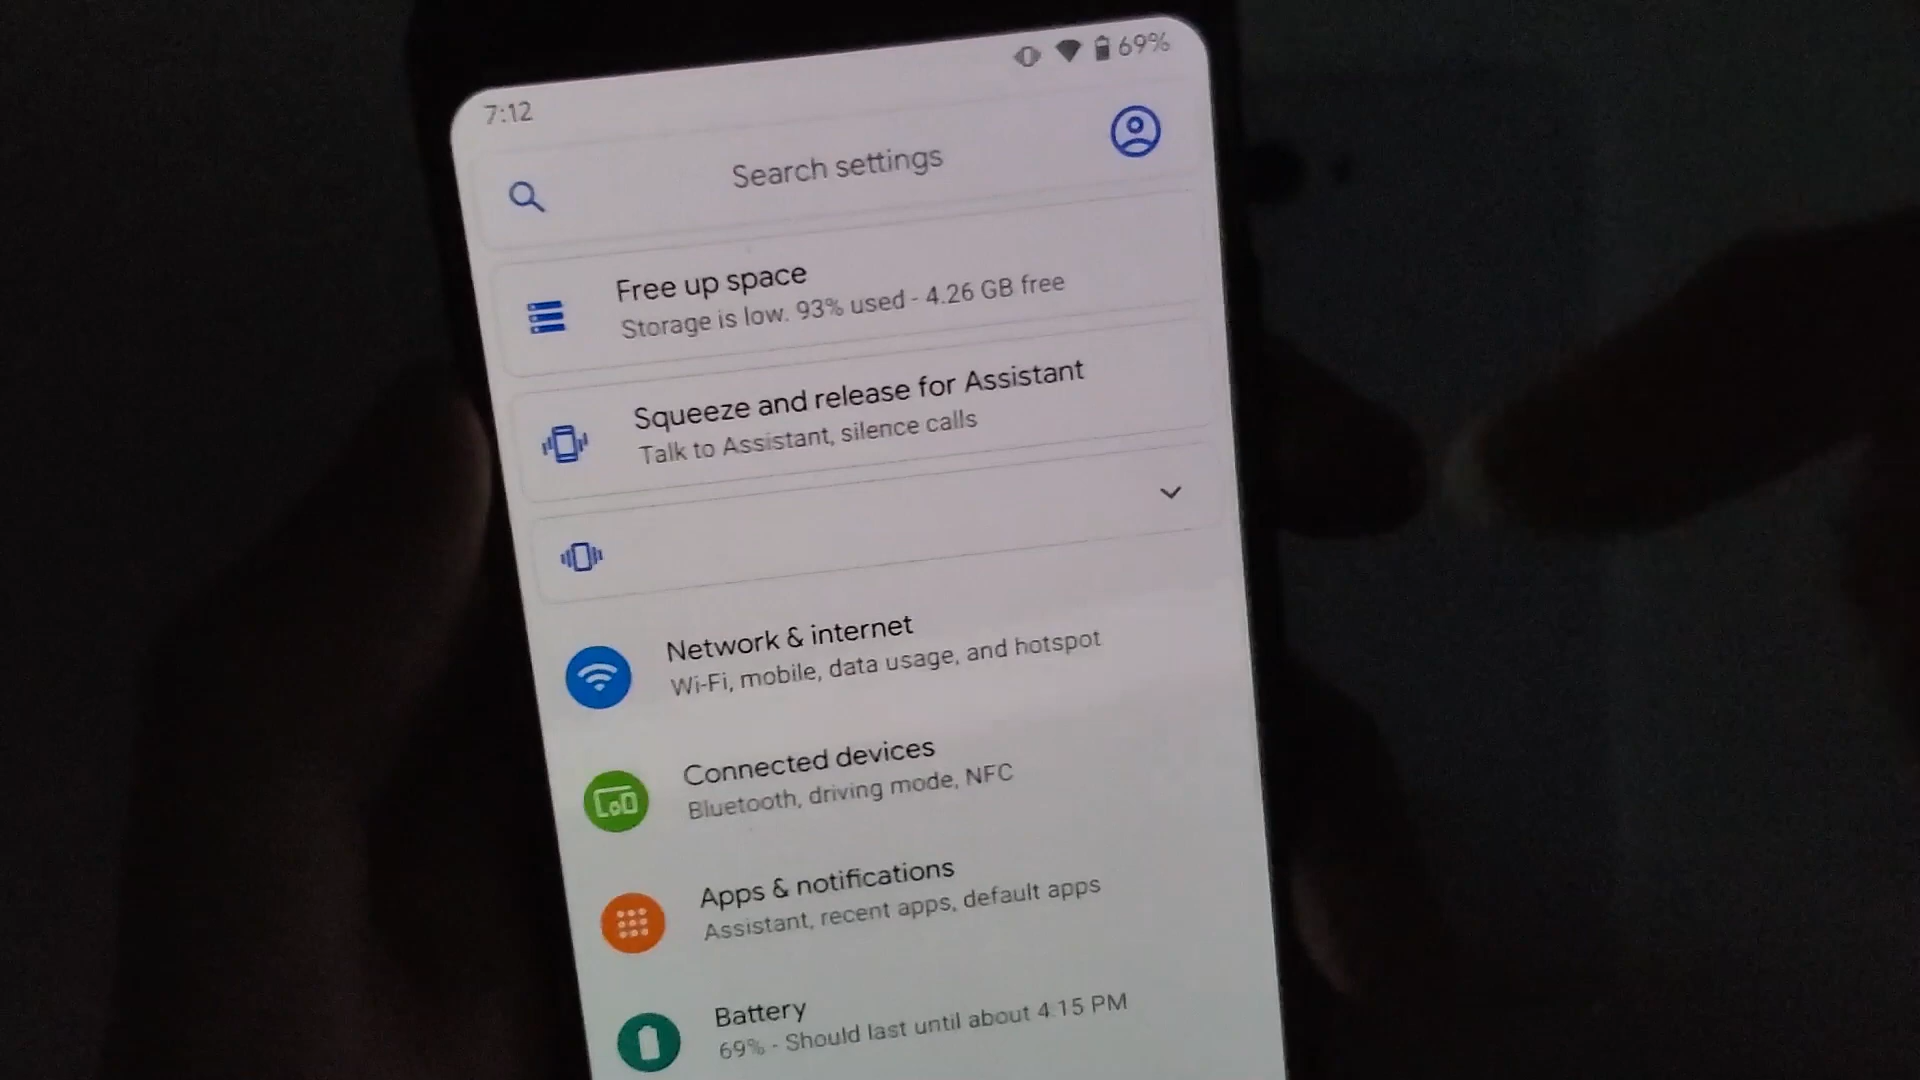 7:12
69%
Search settings
Free up space
Storage is low. 93% used - 4.26 GB free
Squeeze and release for Assistant
Talk to Assistant, silence calls
Network & internet
Wi-Fi, mobile, data usage, and hotspot
Connected devices
Bluetooth, driving mode, NFC
Apps & notifications
Assistant, recent apps, default apps
Battery
69% - Should last until about 4:15 PM